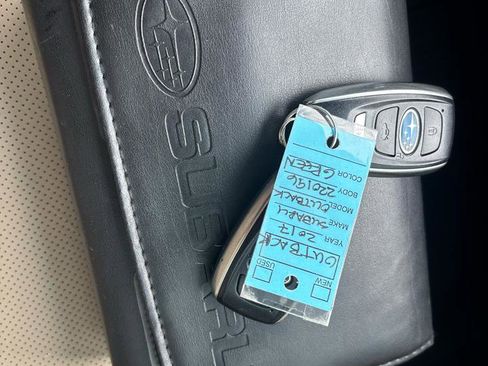 SUBARU
NEW
USED
OUTBACK
YEAR 2017
MAKE SUBARU
MODEL OUTBACK
BODY 220196
COLOR GREEN